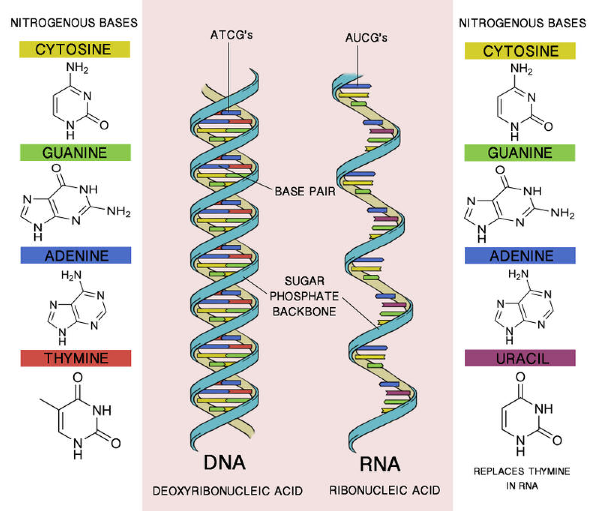 NITROGENOUS BASES
CYTOSINE
NH₂
N
N
H
O
GUANINE
O
N
NH
N
H
N
NH₂
ADENINE
H₂N
N
N
N
H
N
THYMINE
O
NH
N
H
O
ATCG's
AUCG's
BASE PAIR
SUGAR
PHOSPHATE
BACKBONE
DNA
RNA
DEOXYRIBONUCLEIC ACID
RIBONUCLEIC ACID
NITROGENOUS BASES
CYTOSINE
NH₂
N
N
H
O
GUANINE
O
N
NH
N
H
N
NH₂
ADENINE
H₂N
N
N
N
H
N
URACIL
O
NH
N
H
O
REPLACES THYMINE
IN RNA